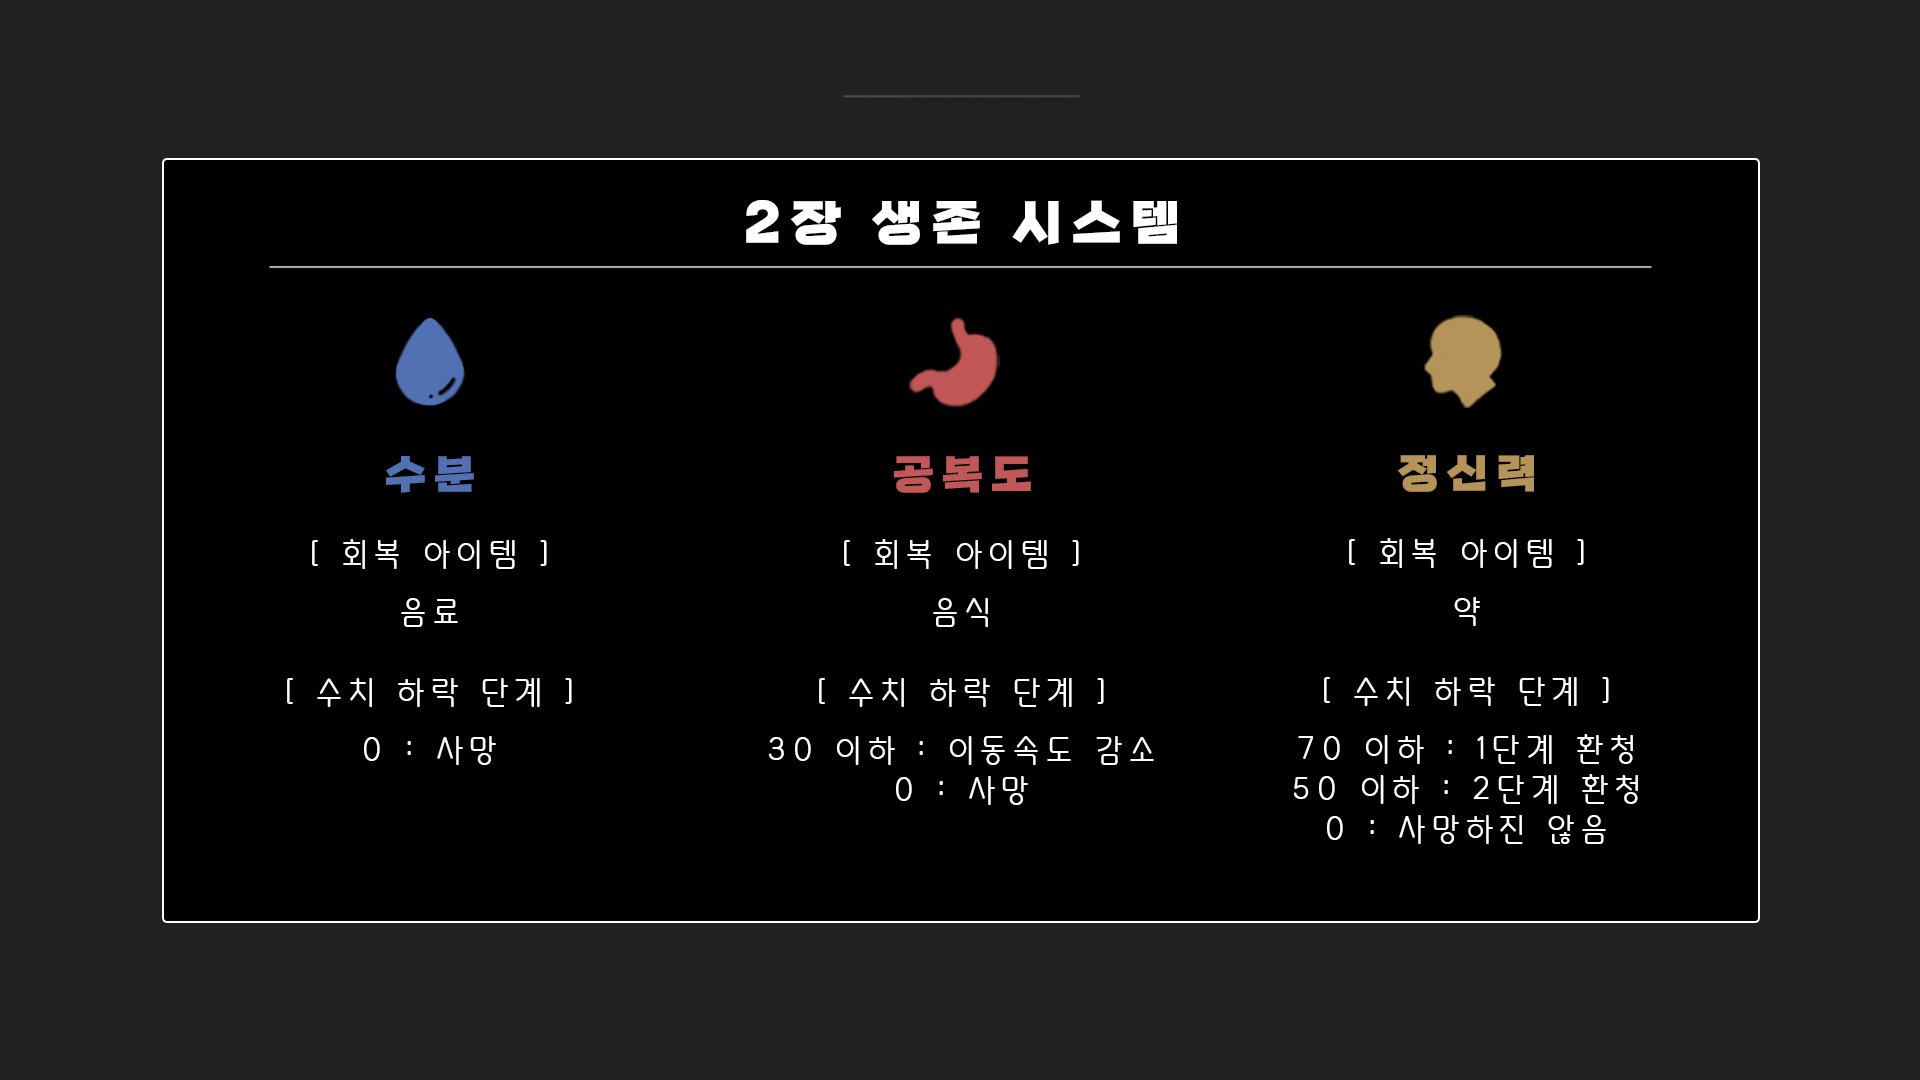 2장 생존 시스템
수분
[ 회복 아이템 ]
음료
[ 수치 하락 단계 ]
0 : 사망
공복도
[ 회복 아이템 ]
음식
[ 수치 하락 단계 ]
30 이하 : 이동속도 감소
0 : 사망
정신력
[ 회복 아이템 ]
약
[ 수치 하락 단계 ]
70 이하 : 1단계 환청
50 이하 : 2단계 환청
0 : 사망하진 않음